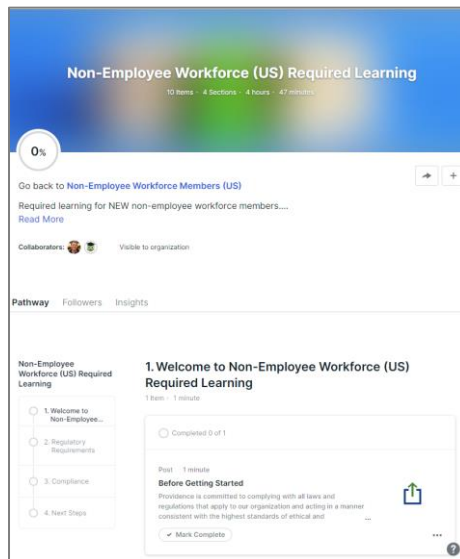 Non-Employee Workforce (US) Required Learning
10 Items · 4 Sections · 4 hours · 47 minutes
0%
Go back to Non-Employee Workforce Members (US)
Required learning for NEW non-employee workforce members....
Read More
Collaborators:
Visible to organization
Pathway Followers Insights
Non-Employee
Workforce (US) Required
Learning
1. Welcome to
Non-Employee...
2. Regulatory
Requirements
3. Compliance
4. Next Steps
1. Welcome to Non-Employee Workforce (US)
Required Learning
1 item · 1 minute
Completed 0 of 1
Post · 1 minute
Before Getting Started
Providence is committed to complying with all laws and
regulations that apply to our organization and acting in a manner
consistent with the highest standards of ethical and ...
✓ Mark Complete